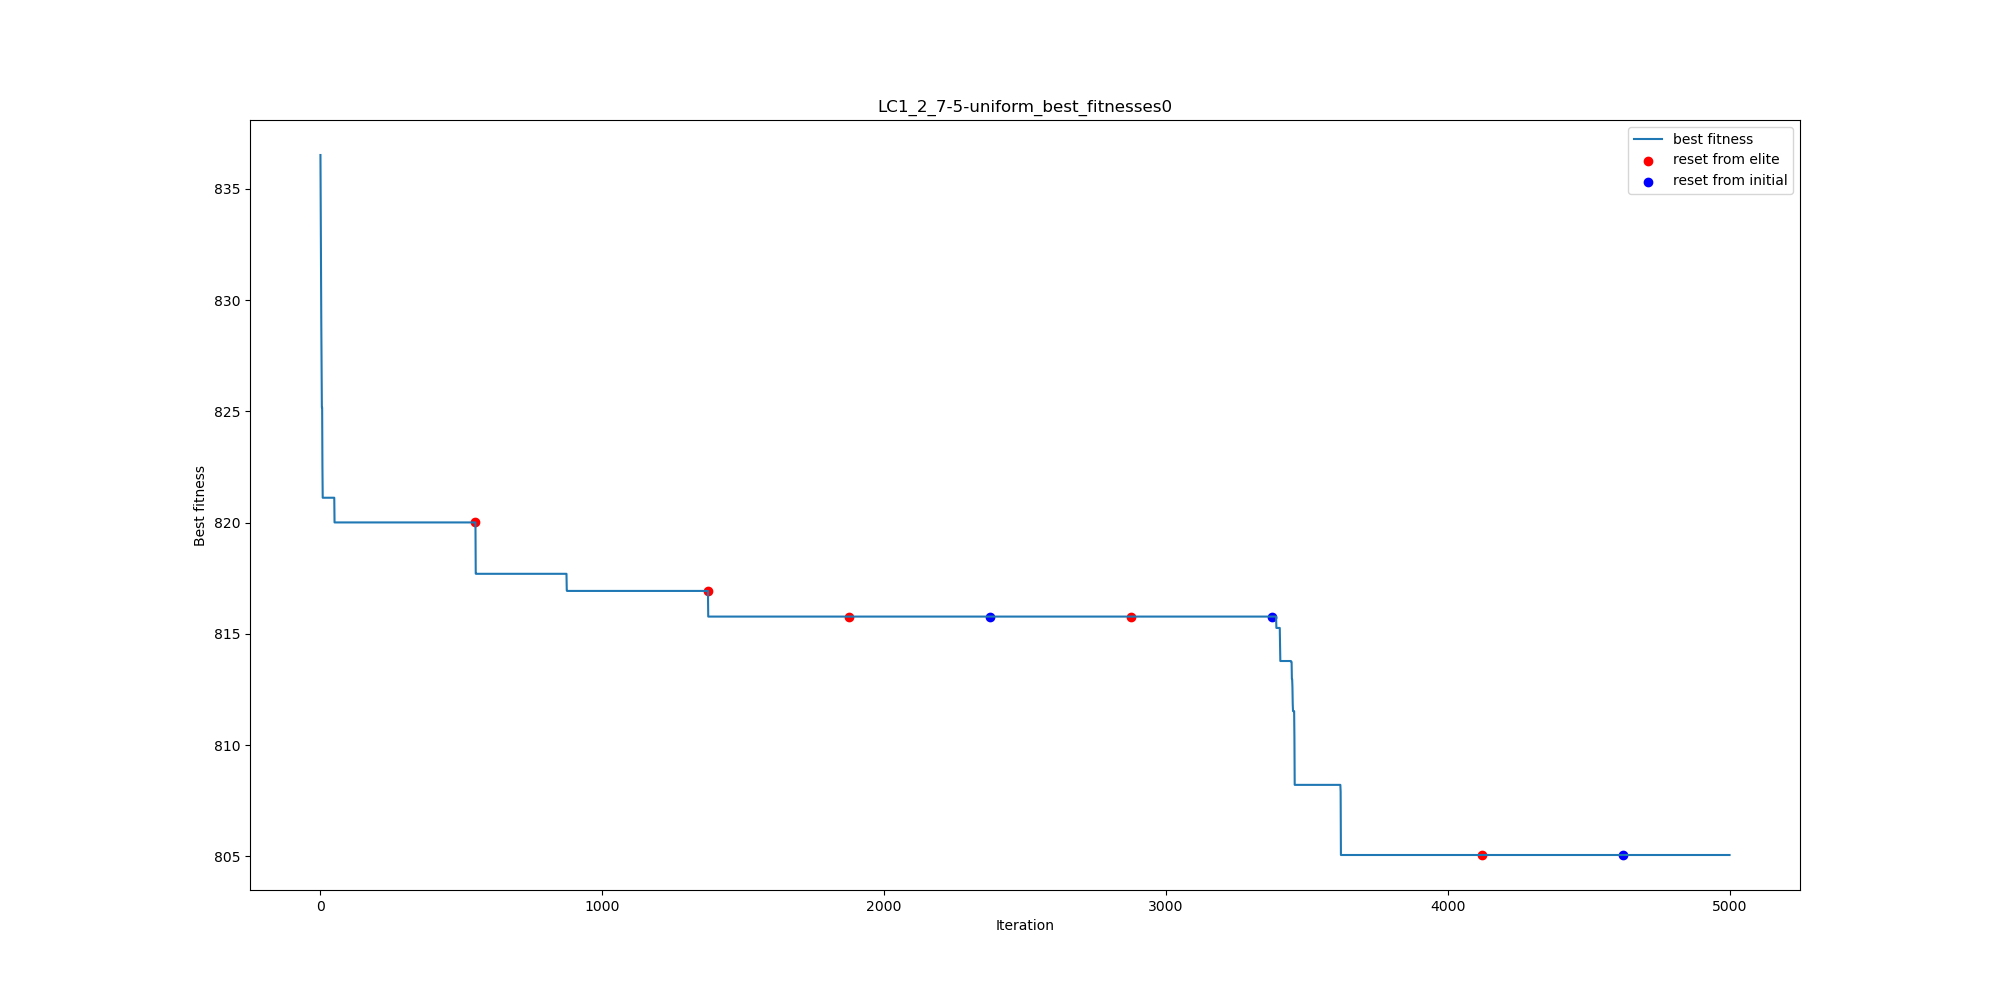 LC1_2_7-5-uniform_best_fitnesses0
best fitness
reset from elite
reset from initial
835
830
825
820
815
810
805
Best fitness
0
1000
2000
3000
4000
5000
Iteration